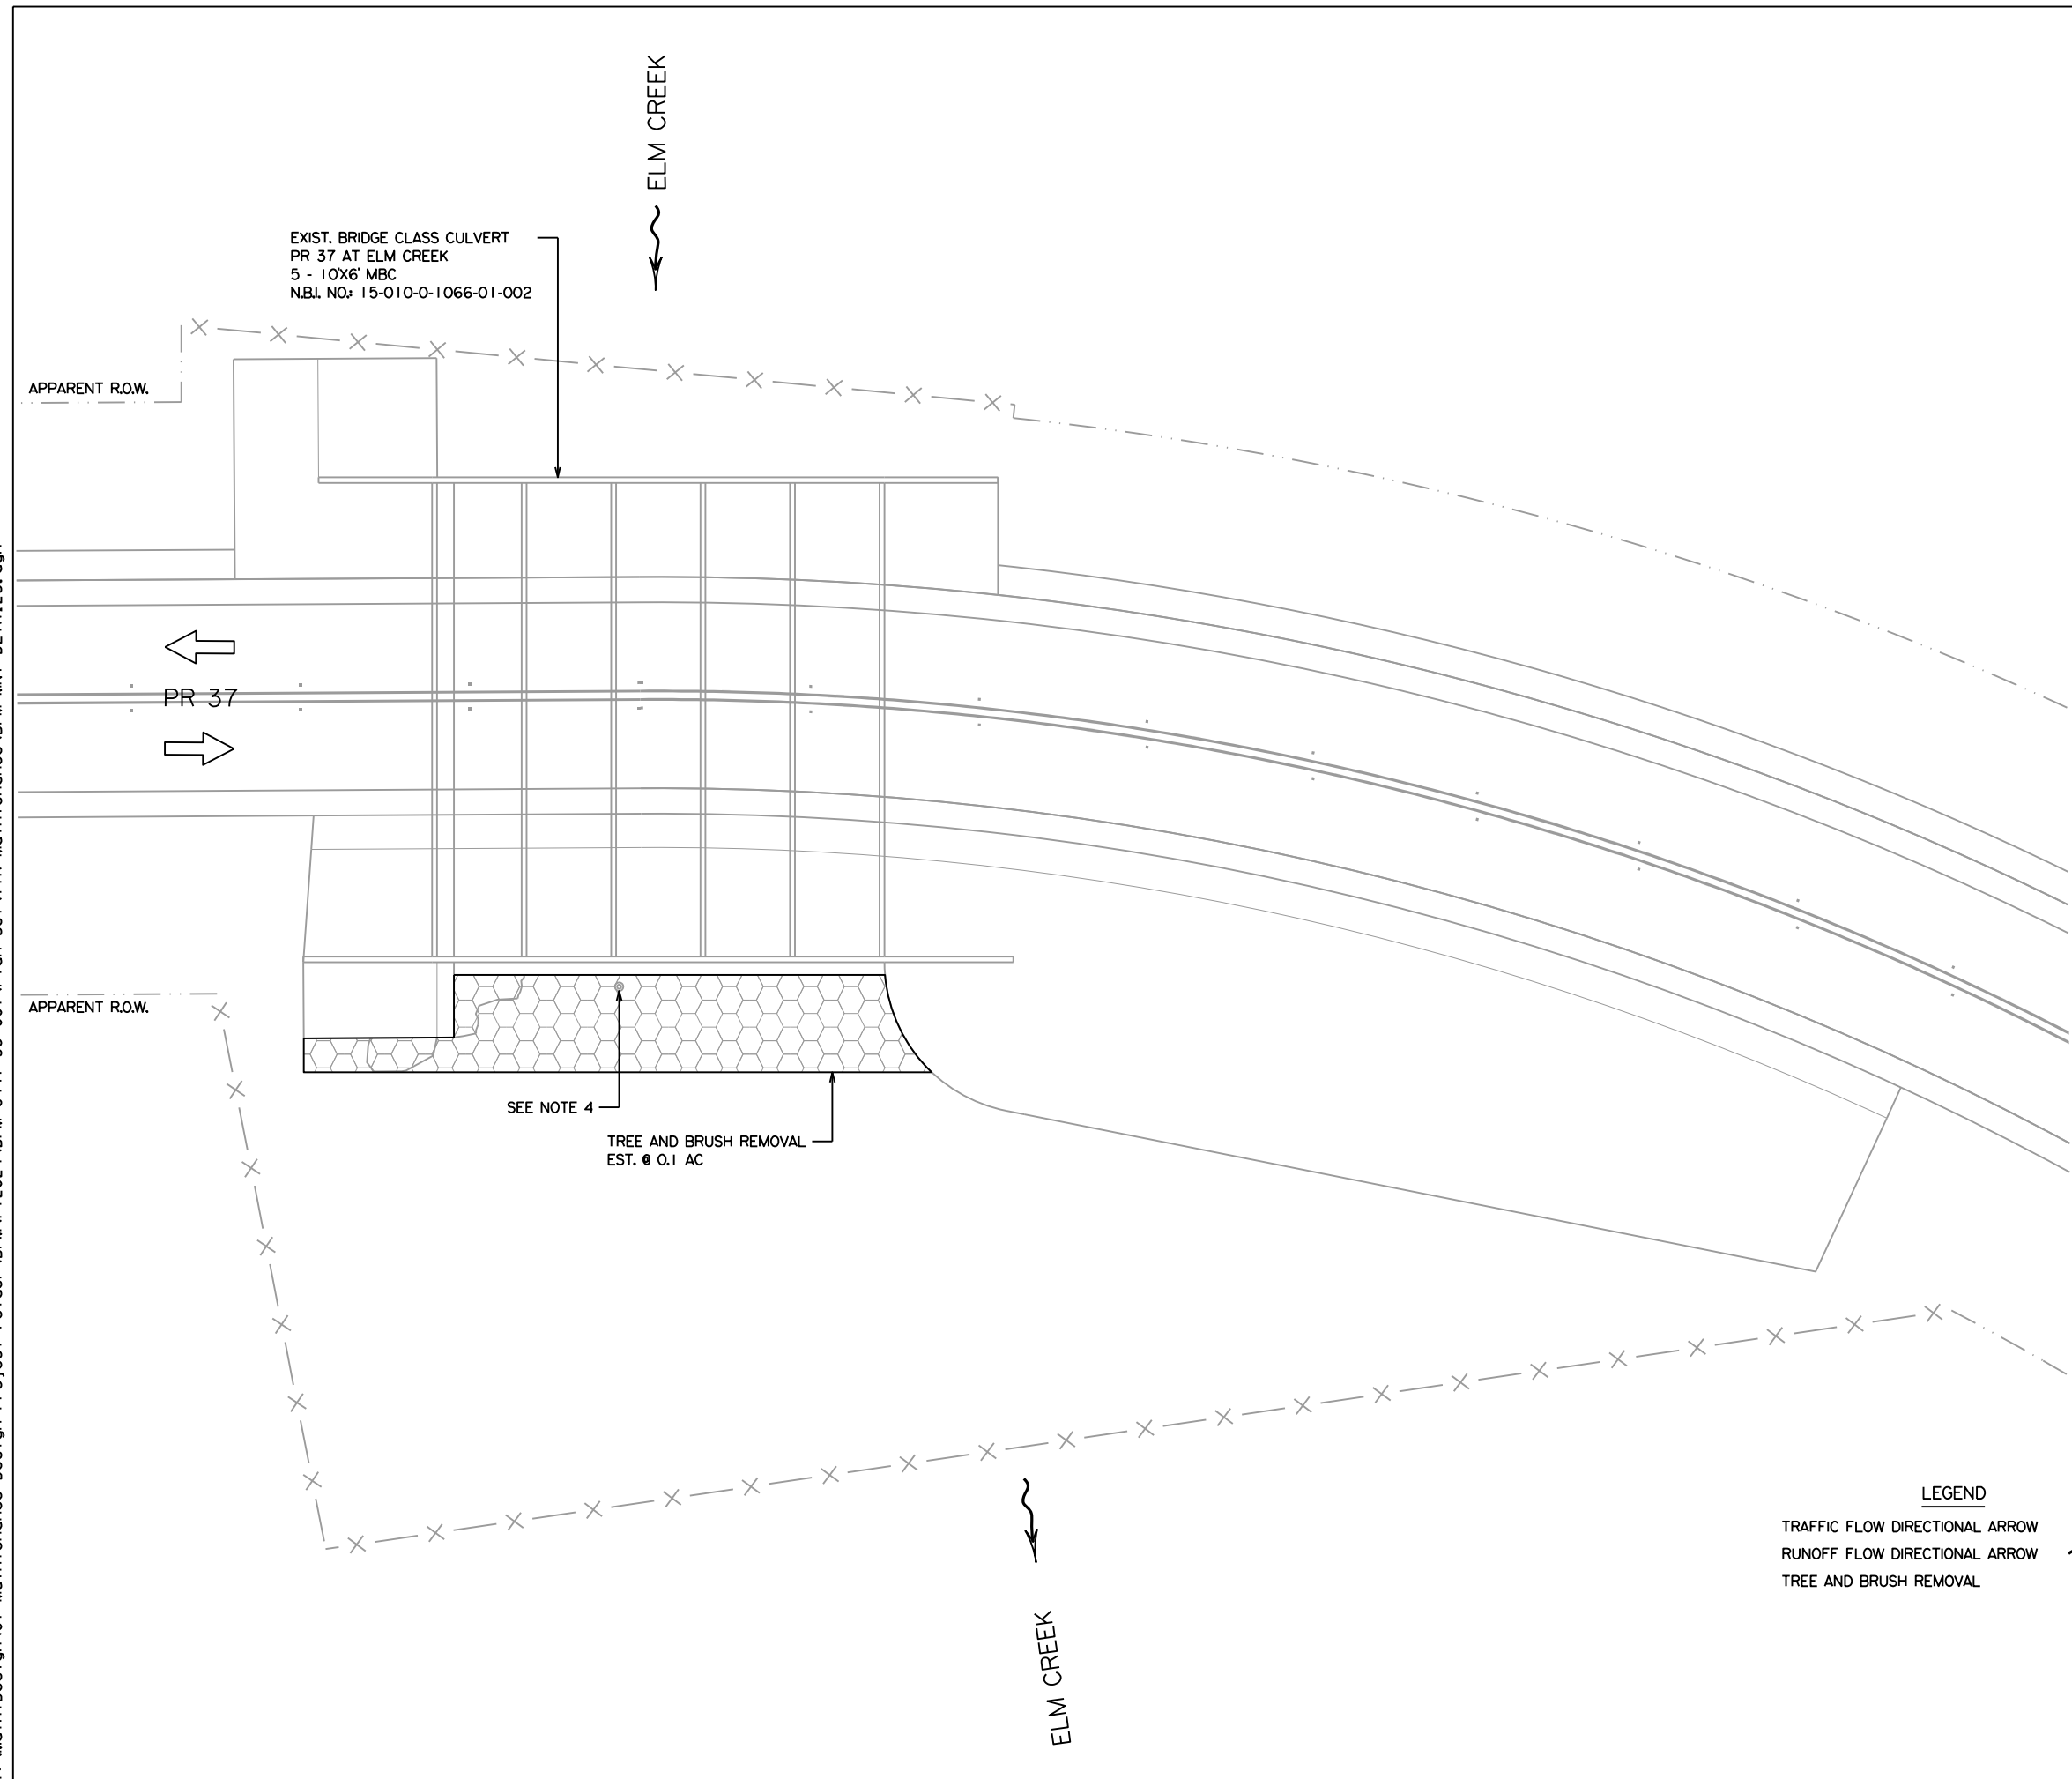 ELM CREEK
EXIST. BRIDGE CLASS CULVERT
PR 37 AT ELM CREEK
5 - 10'X6' MBC
N.B.I. NO.: 15-010-0-1066-01-002
APPARENT R.O.W.
PR 37
APPARENT R.O.W.
SEE NOTE 4
TREE AND BRUSH REMOVAL
EST. @ 0.1 AC
LEGEND
TRAFFIC FLOW DIRECTIONAL ARROW
RUNOFF FLOW DIRECTIONAL ARROW
TREE AND BRUSH REMOVAL
ELM CREEK